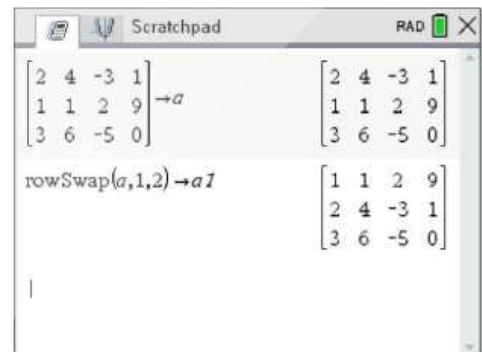 Scratchpad RAD
[2 4 -3 1
1 1 2 9
3 6 -5 0]→a [2 4 -3 1
1 1 2 9
3 6 -5 0]
rowSwap(a,1,2)→a1 [1 1 2 9
2 4 -3 1
3 6 -5 0]